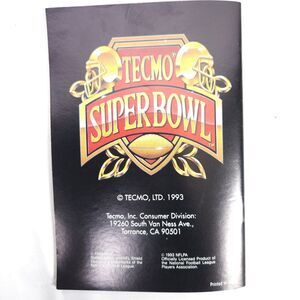 TECMO
SUPER BOWL
© TECMO, LTD. 1993
Tecmo, Inc. Consumer Division:
19260 South Van Ness Ave.,
Torrance, CA 90501
© 1993 NFLPA
Officially Licensed Product of
the National Football League
Players Association.
Printed